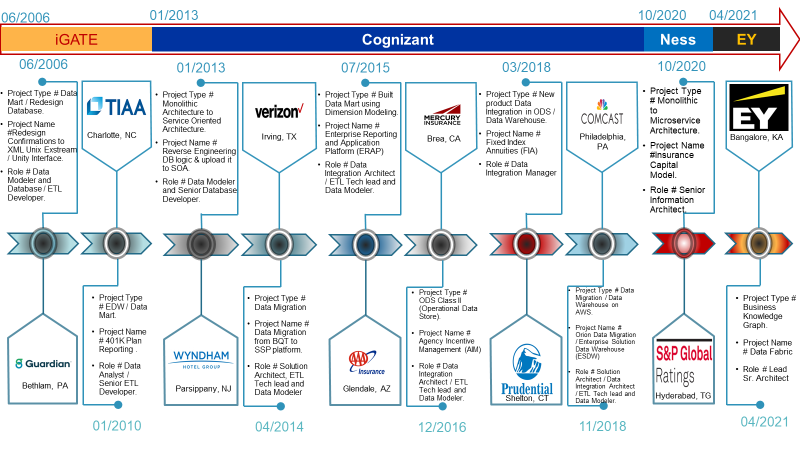 06/2006
01/2013
10/2020
04/2021
iGATE
Cognizant
Ness
EY
06/2006
01/2013
07/2015
03/2018
10/2020
• Project Type # Data
Mart / Redesign
Database.
• Project Name
#Redesign
Confirmations to
XML Unix Exstream
/ Unity Interface.
• Role # Data
Modeler and
Database / ETL
Developer.
TIAA
Charlotte, NC
• Project Type #
Monolithic
Architecture to
Service Oriented
Architecture.
• Project Name #
Reverse Engineering
DB logic & upload it
to SOA.
• Role # Data Modeler
and Senior Database
Developer.
verizon
Irving, TX
• Project Type # Built
Data Mart using
Dimension Modeling.
• Project Name #
Enterprise Reporting
and Application
Platform (ERAP)
• Role # Data
Integration Architect
/ ETL Tech lead and
Data Modeler.
MERCURY
INSURANCE
Brea, CA
• Project Type # New
product Data
Integration in ODS /
Data Warehouse.
• Project Name #
Fixed Index
Annuities (FIA)
• Role # Data
Integration Manager
COMCAST
Philadelphia,
PA
• Project Type
# Monolithic
to
Microservice
Architecture.
• Project Name
#Insurance
Capital
Model.
• Role # Senior
Information
Architect.
EY
Bangalore, KA
Guardian
Bethlam, PA
• Project Type
# EDW / Data
Mart.
• Project Name
# 401K Plan
Reporting .
• Role # Data
Analyst /
Senior ETL
Developer.
WYNDHAM
HOTEL GROUP
Parsippany, NJ
• Project Type #
Data Migration
• Project Name #
Data Migration
from BQT to
SSP platform.
• Role # Solution
Architect, ETL
Tech lead and
Data Modeler
AAA
Insurance
Glendale, AZ
• Project Type #
ODS Class II
(Operational Data
Store)
• Project Name #
Agency Incentive
Management (AIM)
• Role # Data
Integration
Architect / ETL
Tech lead and
Data Modeler.
Prudential
Shelton, CT
• Project Type # Data
Migration / Data
Warehouse on
AWS.
• Project Name #
Orion Data Migration
/ Enterprise Solution
Data Warehouse
(ESDW)
• Role # Solution
Architect / Data
Integration Architect
/ ETL Tech lead and
Data Modeler.
S&P Global
Ratings
Hyderabad, TG
• Project Type #
Business
Knowledge
Graph.
• Project Name
# Data Fabric
• Role # Lead
Sr. Architect
01/2010
04/2014
12/2016
11/2018
04/2021